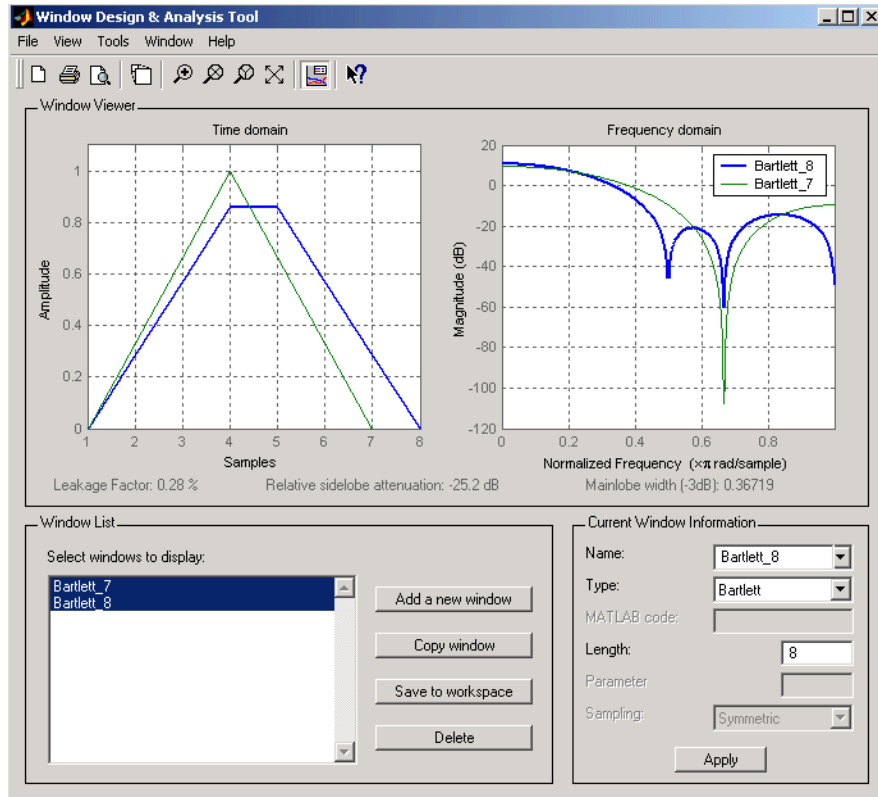 Window Design & Analysis Tool
File View Tools Window Help
Window Viewer
Time domain
1
0.8
0.6
0.4
0.2
0
Amplitude
1 2 3 4 5 6 7 8
Samples
Frequency domain
20
0
-20
-40
-60
-80
-100
-120
Magnitude (dB)
Bartlett_8
Bartlett_7
0 0.2 0.4 0.6 0.8
Normalized Frequency (×π rad/sample)
Leakage Factor: 0.28 % Relative sidelobe attenuation: -25.2 dB Mainlobe width (-3dB): 0.36719
Window List
Select windows to display:
Bartlett_7
Bartlett_8
Add a new window
Copy window
Save to workspace
Delete
Current Window Information
Name: Bartlett_8
Type: Bartlett
MATLAB code:
Length: 8
Parameter
Sampling: Symmetric
Apply